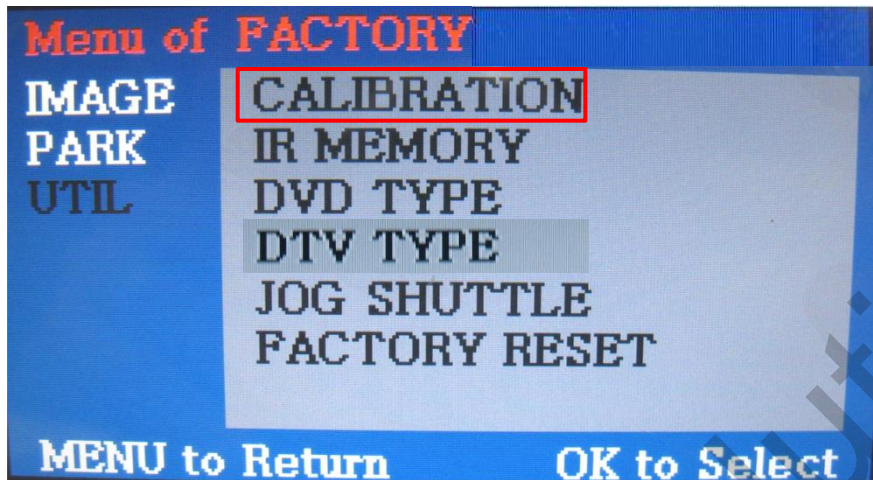 Menu of FACTORY
IMAGE
PARK
UTIL
CALIBRATION
IR MEMORY
DVD TYPE
DTV TYPE
JOG SHUTTLE
FACTORY RESET
MENU to Return
OK to Select